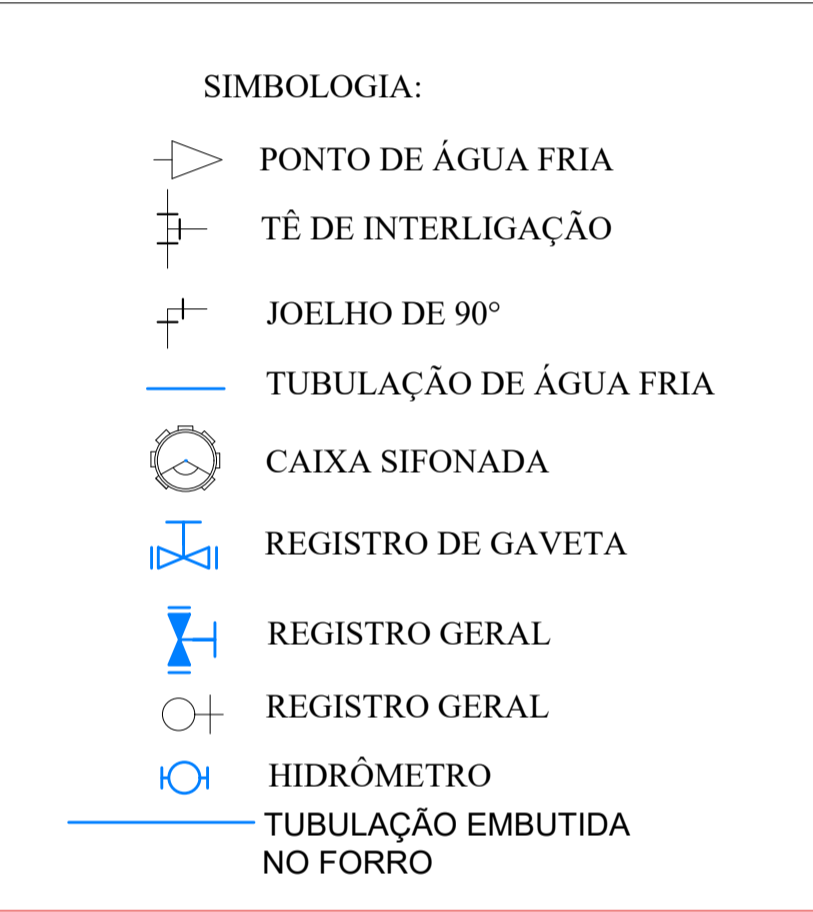 SIMBOLOGIA:
PONTO DE ÁGUA FRIA
TÊ DE INTERLIGAÇÃO
JOELHO DE 90°
TUBULAÇÃO DE ÁGUA FRIA
CAIXA SIFONADA
REGISTRO DE GAVETA
REGISTRO GERAL
REGISTRO GERAL
HIDRÔMETRO
TUBULAÇÃO EMBUTIDA
NO FORRO